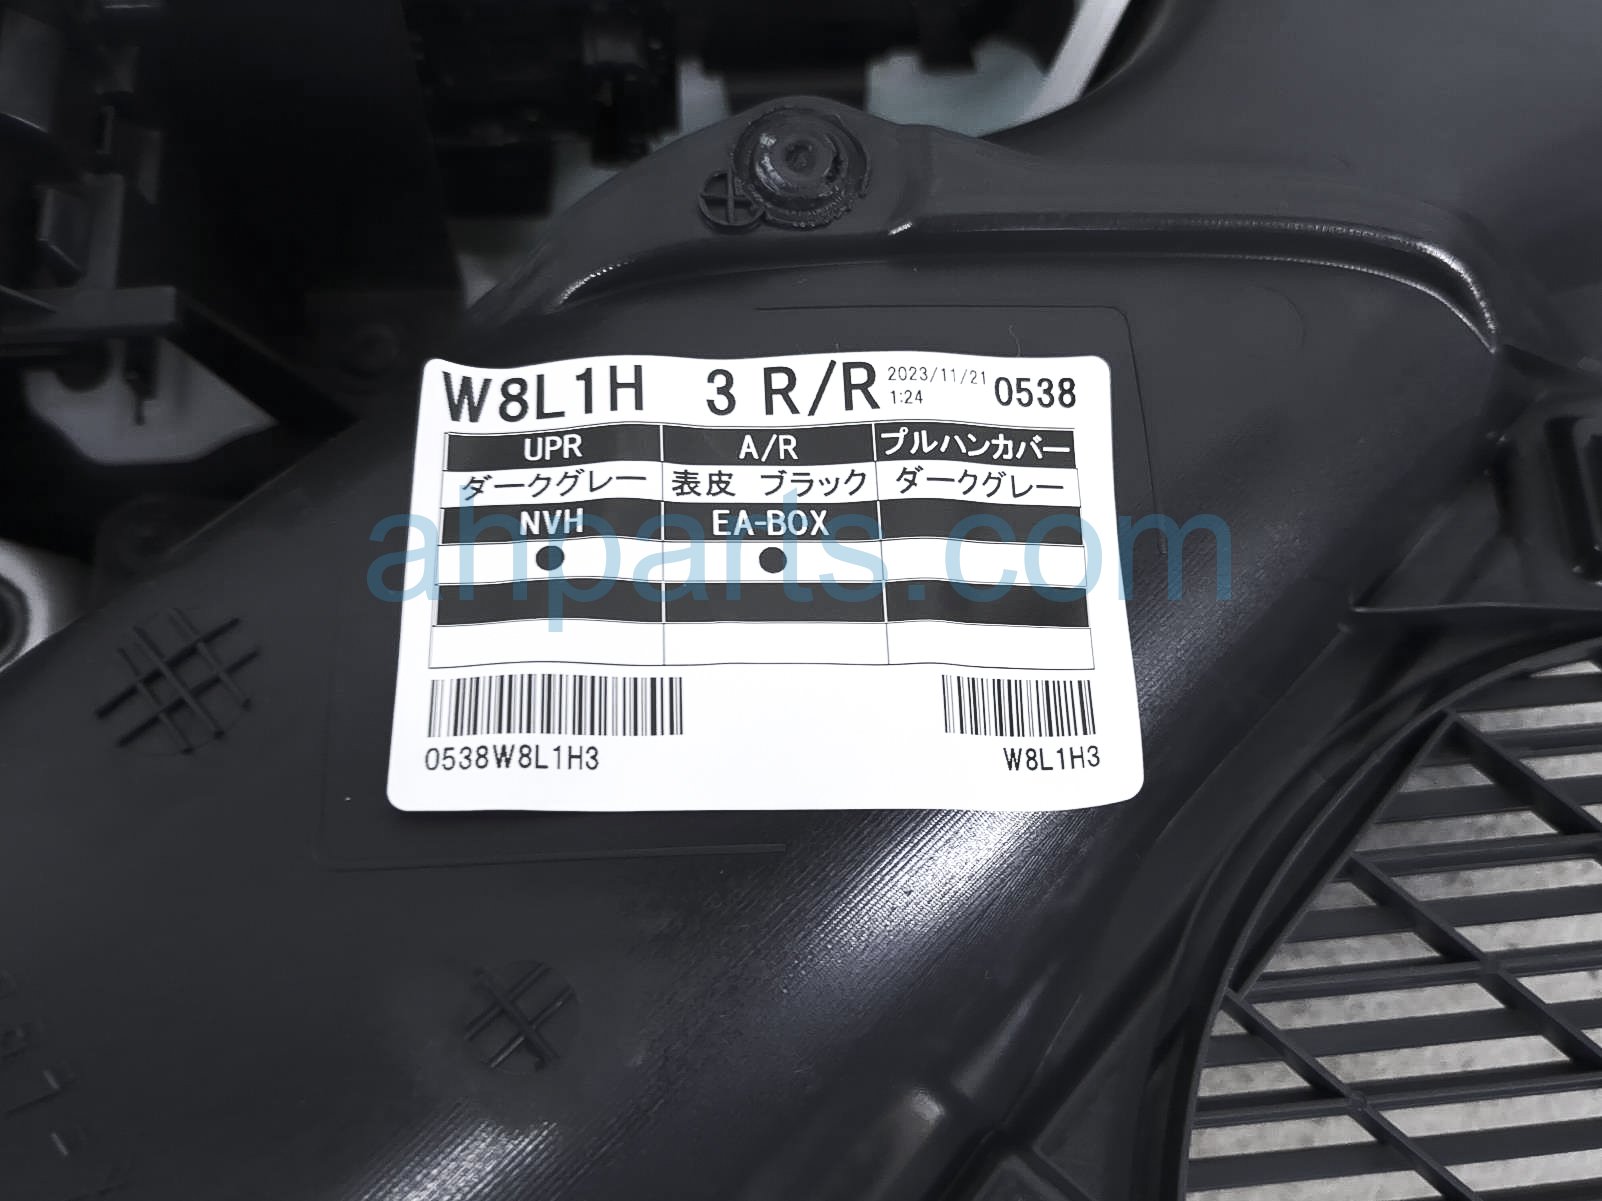 W8L1H 3 R/R 2023/11/21 1:24 0538
UPR A/R プルハンカバー
ダークグレー 表皮 ブラック ダークグレー
NVH EA-BOX
● ●
0538W8L1H3 W8L1H3
ahparts.com